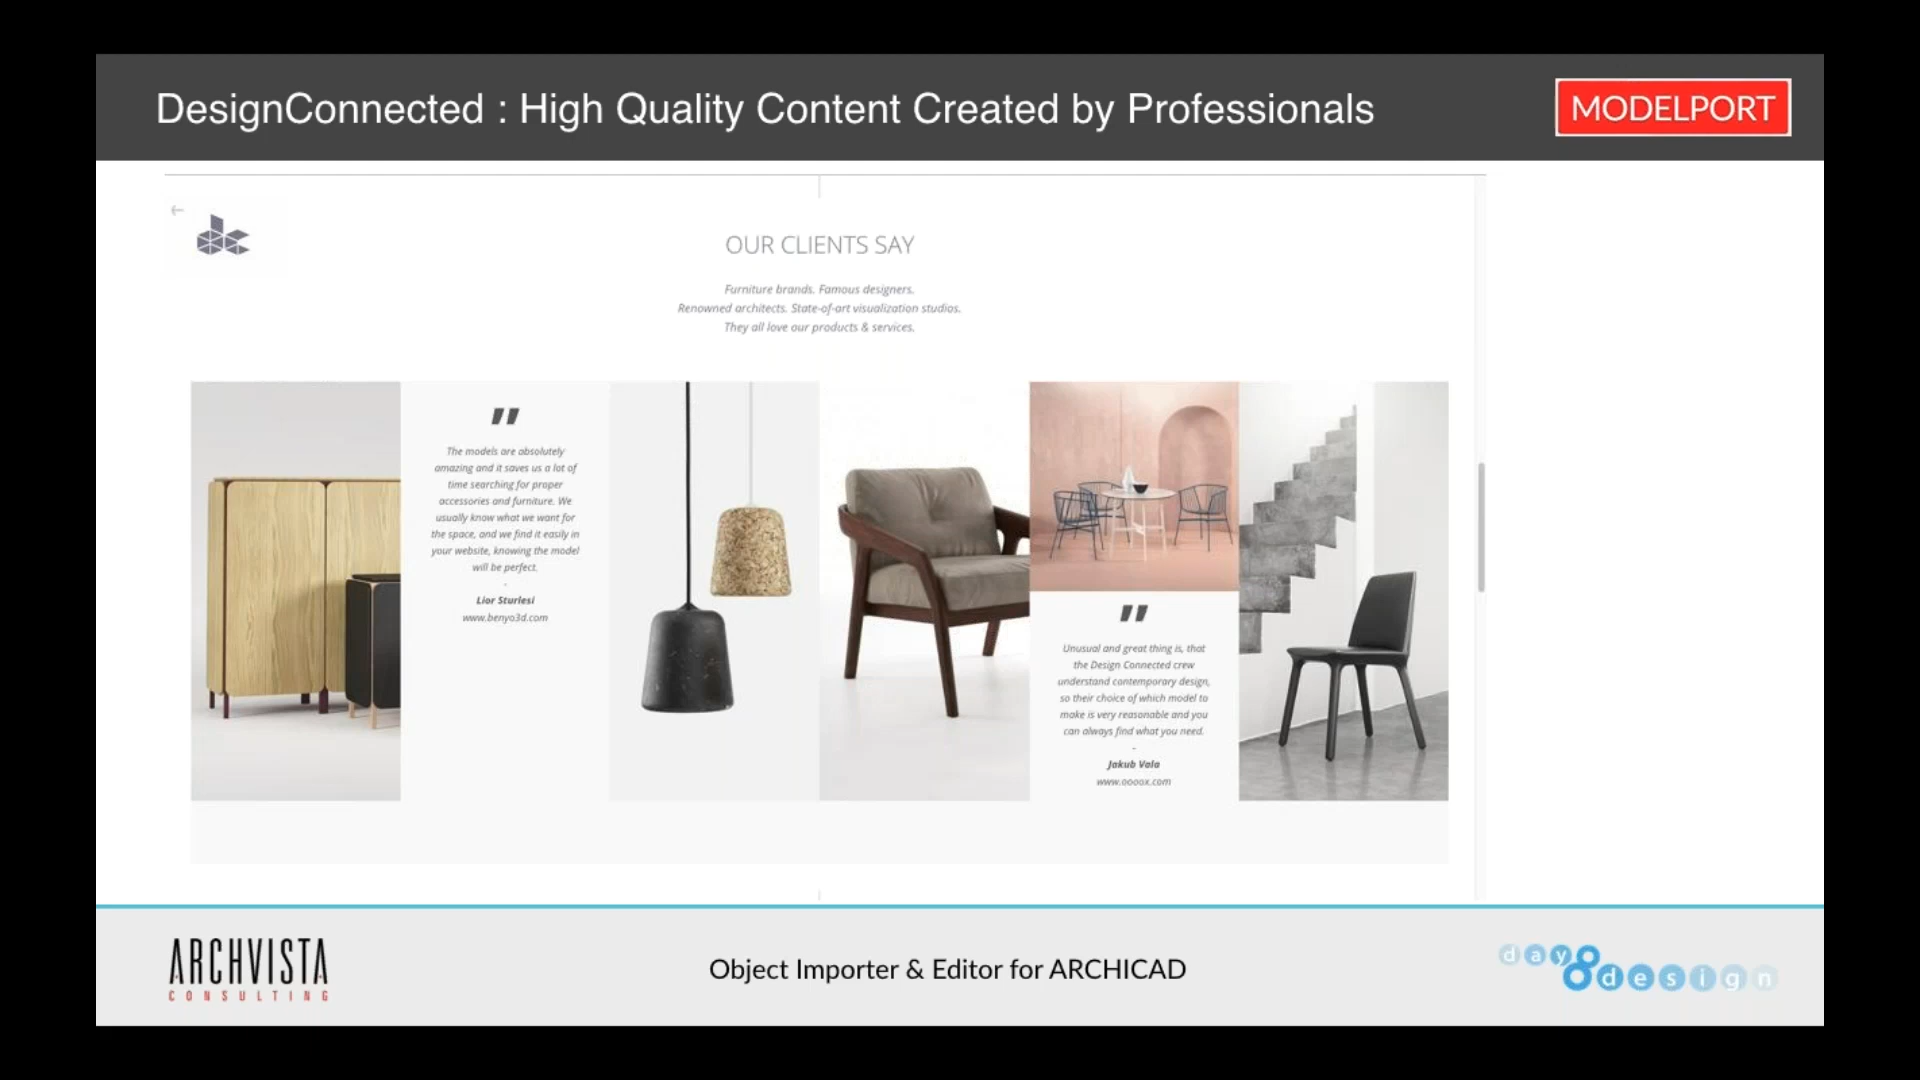 DesignConnected : High Quality Content Created by Professionals
MODELPORT
dc
OUR CLIENTS SAY
Furniture brands. Famous designers.
Renowned architects. State-of-art visualization studios.
They all love our products & services.
"
The models are absolutely
amazing and it saves us a lot of
time searching for proper
accessories and furniture. We
usually know what we want for
the space, and we find it easily in
your website, knowing the model
will be perfect.
-
Lior Sturlesi
www.benyo3d.com
"
Unusual and great thing is, that
the Design Connected crew
understand contemporary design,
so their choice of which model to
make is very reasonable and you
can always find what you need.
-
Jakub Vala
www.oooox.com
ARCHVISTA
CONSULTING
Object Importer & Editor for ARCHICAD
day8design